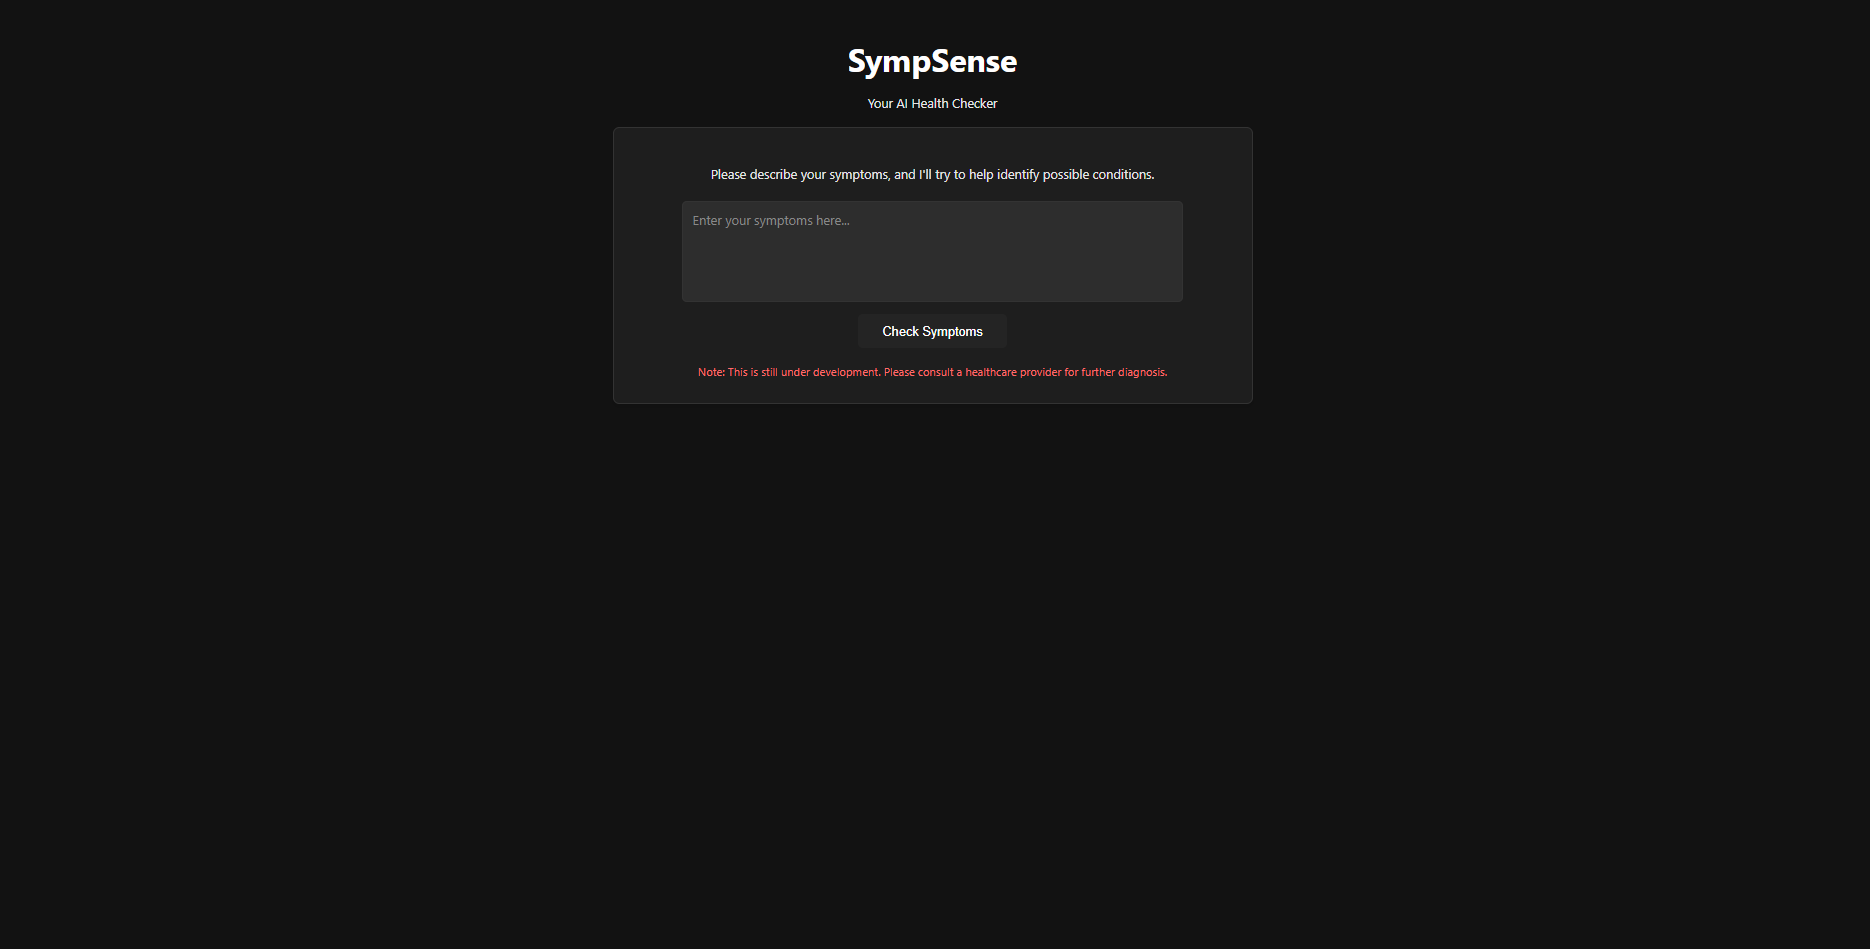 SympSense
Your AI Health Checker
Please describe your symptoms, and I'll try to help identify possible conditions.
Enter your symptoms here...
Check Symptoms
Note: This is still under development. Please consult a healthcare provider for further diagnosis.